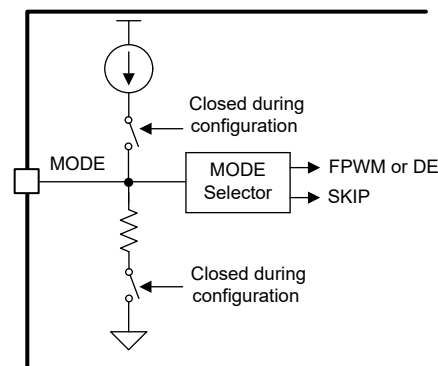 Closed during
configuration
MODE
MODE
Selector
FPWM or DE
SKIP
Closed during
configuration